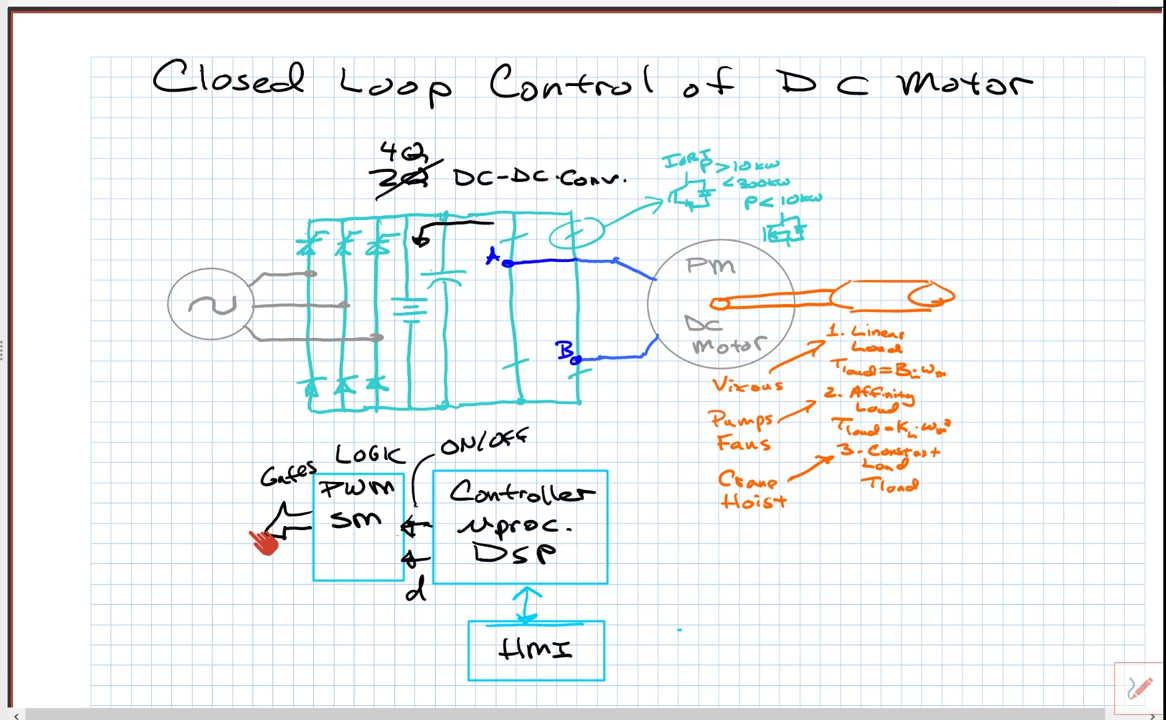 Closed Loop Control of DC Motor
4Q
2Q DC-DC Conv.
P > 10kW
< 300kW
P < 10kW
A
B
PM
DC
Motor
1. Linear
Load
Tload = BL·ωm
Viscous
2. Affinity
Load
Tload = KL·ωm²
Pumps
Fans
3. Constant
Load
Tload
Crane
Hoist
Gates
LOGIC
ON/OFF
PWM
SM
d
Controller
μproc.
DSP
HMI